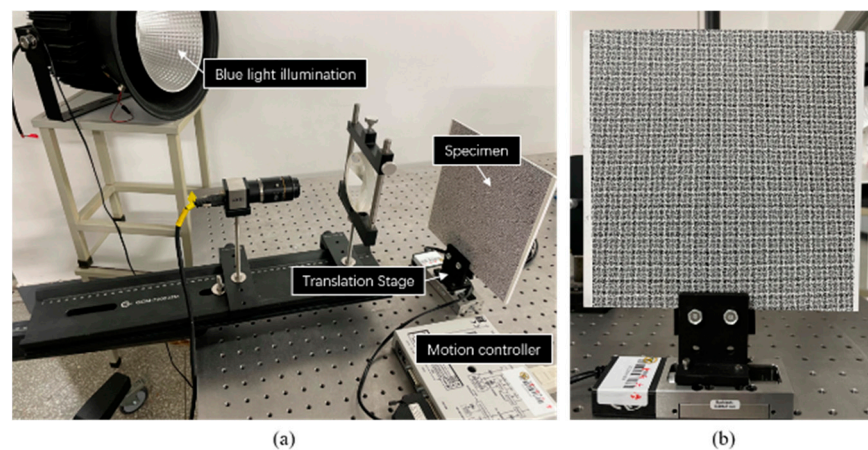 Blue light illumination
Specimen
Translation Stage
Motion controller
(a)
(b)